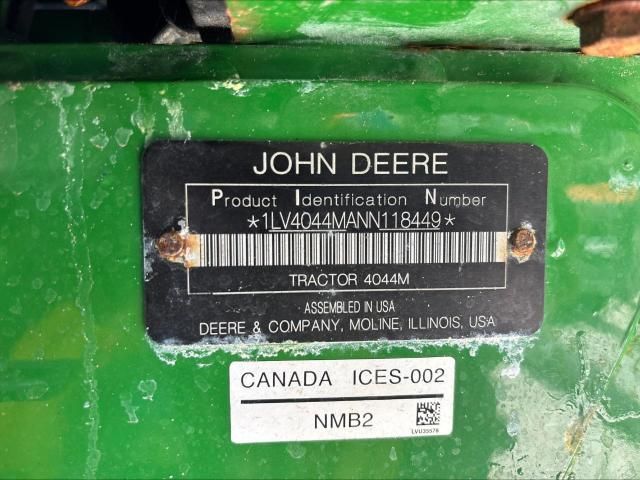 JOHN DEERE
Product Identification Number
*1LV4044MANN118449*
TRACTOR 4044M
ASSEMBLED IN USA
DEERE & COMPANY, MOLINE, ILLINOIS, USA
CANADA ICES-002
NMB2
LVU35576